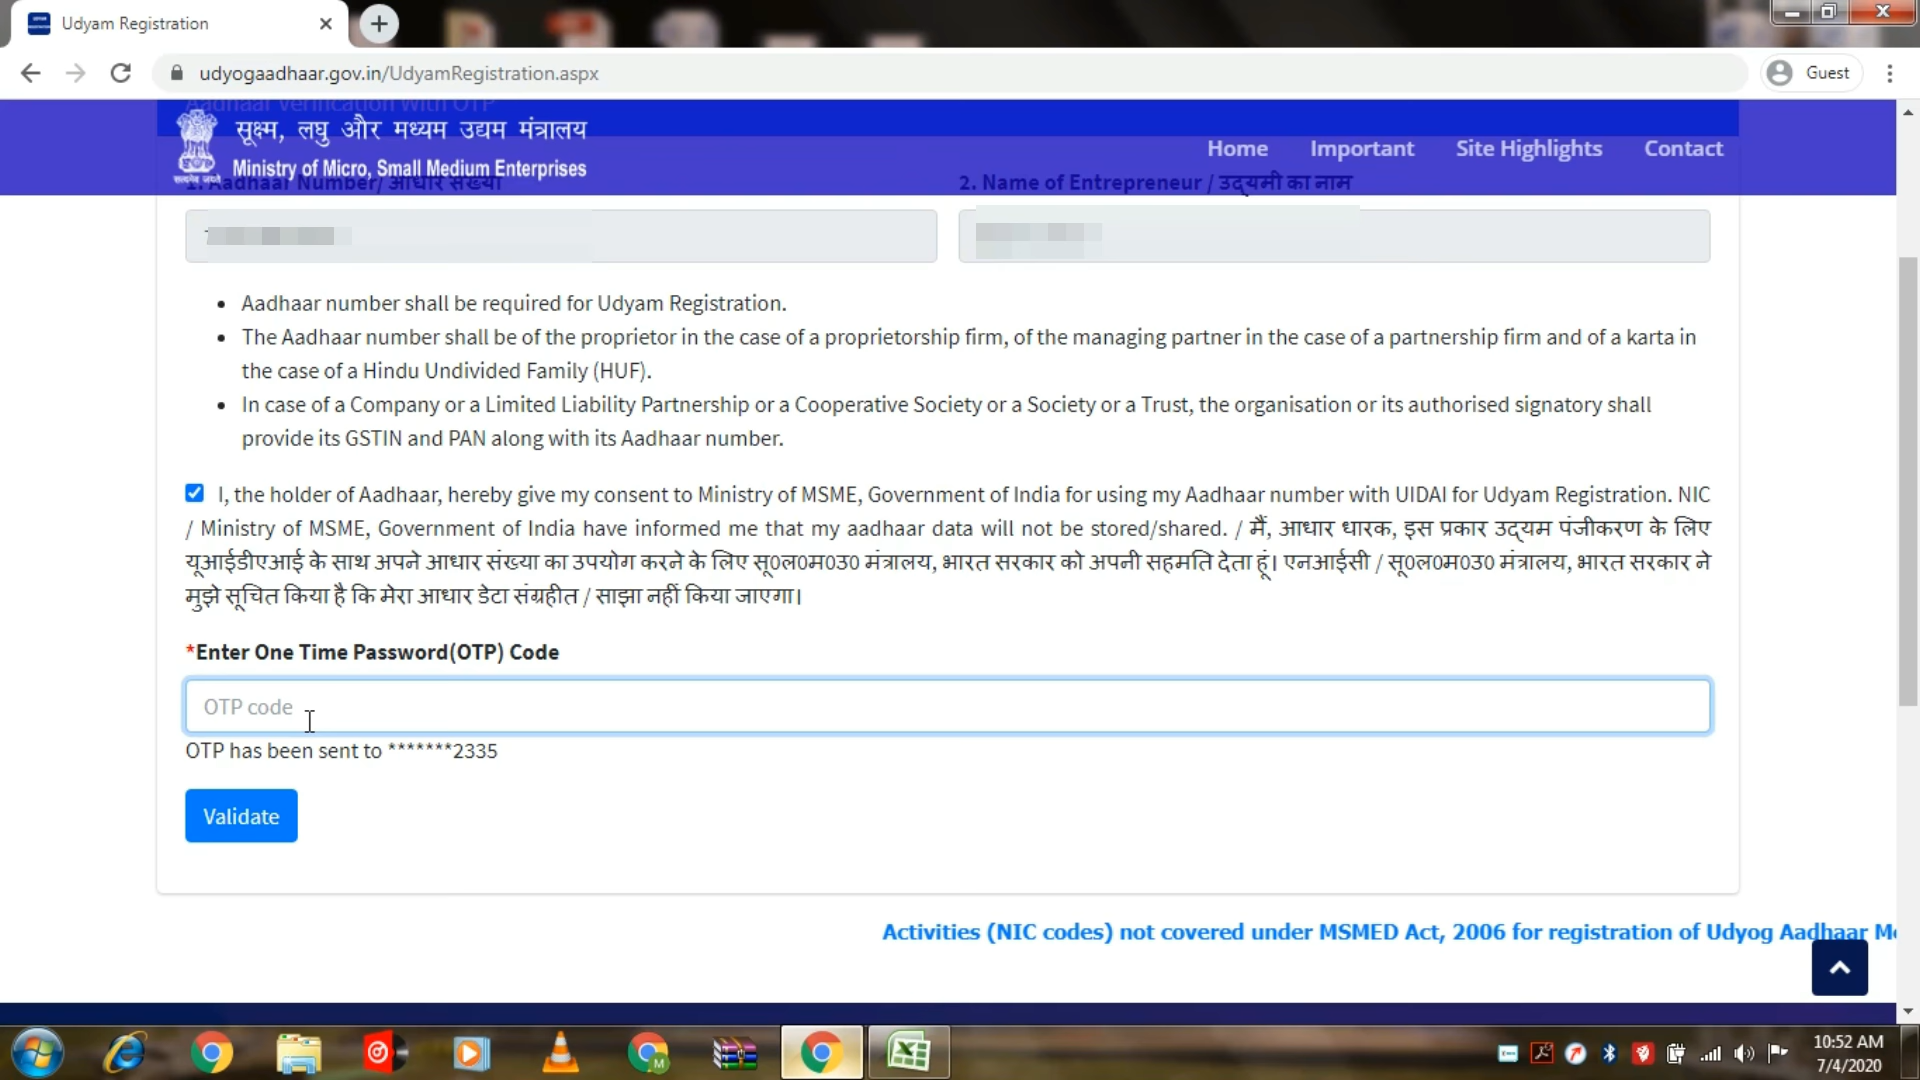 Udyam Registration
udyogaadhaar.gov.in/UdyamRegistration.aspx
Guest
Aadhaar Verification With OTP
सूक्ष्म, लघु और मध्यम उद्यम मंत्रालय
Ministry of Micro, Small Medium Enterprises
Home Important Site Highlights Contact
1. Aadhaar Number/ आधार संख्या
2. Name of Entrepreneur / उद्यमी का नाम
• Aadhaar number shall be required for Udyam Registration.
• The Aadhaar number shall be of the proprietor in the case of a proprietorship firm, of the managing partner in the case of a partnership firm and of a karta in
the case of a Hindu Undivided Family (HUF).
• In case of a Company or a Limited Liability Partnership or a Cooperative Society or a Society or a Trust, the organisation or its authorised signatory shall
provide its GSTIN and PAN along with its Aadhaar number.
I, the holder of Aadhaar, hereby give my consent to Ministry of MSME, Government of India for using my Aadhaar number with UIDAI for Udyam Registration. NIC
/ Ministry of MSME, Government of India have informed me that my aadhaar data will not be stored/shared. / मैं, आधार धारक, इस प्रकार उद्यम पंजीकरण के लिए
यूआईडीएआई के साथ अपने आधार संख्या का उपयोग करने के लिए सू0ल0म0उ0 मंत्रालय, भारत सरकार को अपनी सहमति देता हूं। एनआईसी / सू0ल0म0उ0 मंत्रालय, भारत सरकार ने
मुझे सूचित किया है कि मेरा आधार डेटा संग्रहीत / साझा नहीं किया जाएगा।
*Enter One Time Password(OTP) Code
OTP code
OTP has been sent to *******2335
Validate
Activities (NIC codes) not covered under MSMED Act, 2006 for registration of Udyog Aadhaar
10:52 AM
7/4/2020